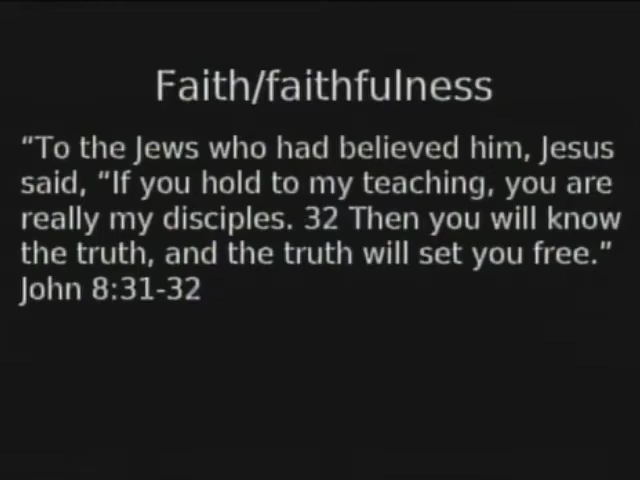 Faith/faithfulness
“To the Jews who had believed him, Jesus
said, “If you hold to my teaching, you are
really my disciples. 32 Then you will know
the truth, and the truth will set you free.”
John 8:31-32